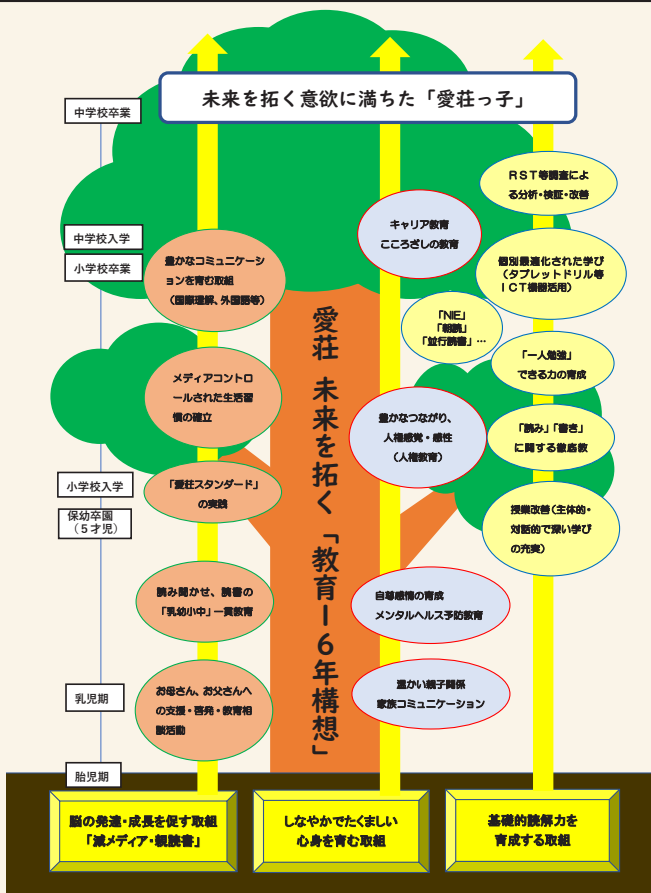 未来を拓く意欲に満ちた「愛荘っ子」
中学校卒業
中学校入学
小学校卒業
小学校入学
保幼卒園
（5才児）
乳児期
胎児期
愛荘 未来を拓く「教育16年構想」
豊かなコミュニケーシ
ョンを育む取組
（国際理解、外国語等）
メディアコントロ
ールされた生活習
慣の確立
「愛荘スタンダード」
の実践
読み聞かせ、読書の
「乳幼小中」一貫教育
お母さん、お父さんへ
の支援・啓発・教育相
談活動
キャリア教育
こころざしの教育
「NIE」
「朝読」
「並行読書」…
豊かなつながり、
人権感覚・感性
（人権教育）
自尊感情の育成
メンタルヘルス予防教育
温かい親子関係
家族コミュニケーション
RST等調査によ
る分析・検証・改善
個別最適化された学び
（タブレットドリル等
ICT機器活用）
「一人勉強」
できる力の育成
「読み」「書き」
に関する徹底教
授業改善（主体的・
対話的で深い学び
の充実）
脳の発達・成長を促す取組
「減メディア・親読書」
しなやかでたくましい
心身を育む取組
基礎的読解力を
育成する取組